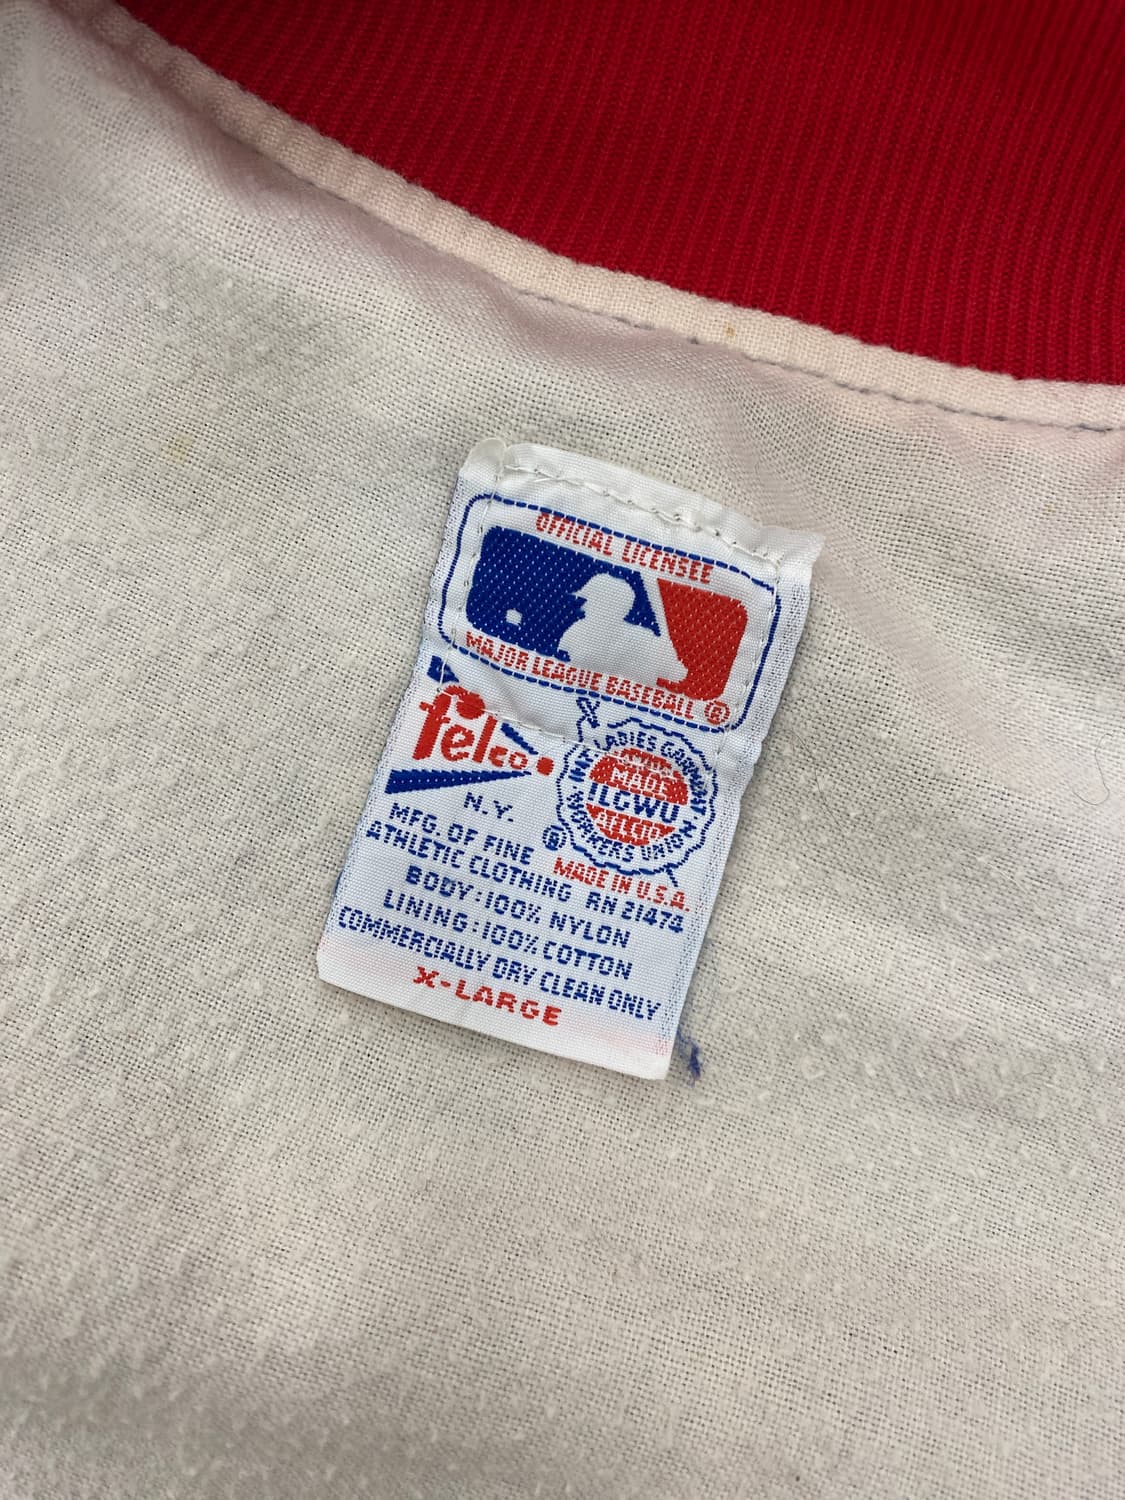 OFFICIAL LICENSEE
MAJOR LEAGUE BASEBALL ®
felco
N.Y.
LADIES GARMENT
WORKERS UNION
MADE
ILGWU
®
MFG. OF FINE
ATHLETIC CLOTHING
MADE IN U.S.A.
RN 21474
BODY:100% NYLON
LINING:100% COTTON
COMMERCIALLY DRY CLEAN ONLY
X-LARGE